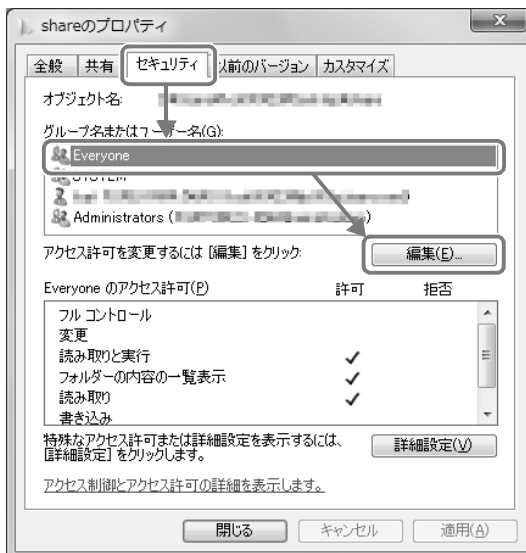 shareのプロパティ
全般 共有 セキュリティ 以前のバージョン カスタマイズ
オブジェクト名:
グループ名またはユーザー名(G):
Everyone
SYSTEM
Administrators ( )
アクセス許可を変更するには [編集] をクリック: 編集(E)...
Everyone のアクセス許可(P) 許可 拒否
フル コントロール
変更
読み取りと実行
フォルダーの内容の一覧表示
読み取り
書き込み
特殊なアクセス許可または詳細設定を表示するには、
[詳細設定] をクリックします。 詳細設定(V)
アクセス制御とアクセス許可の詳細を表示します。
閉じる キャンセル 適用(A)